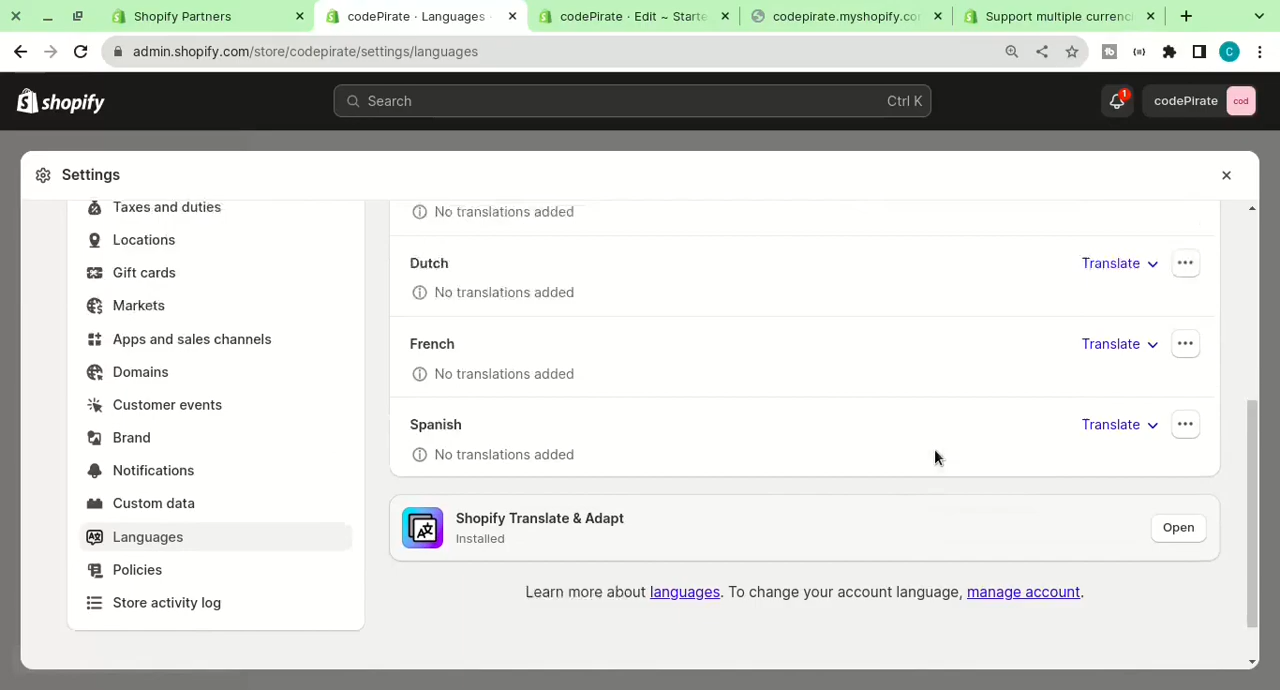 Shopify Partners
codePirate · Languages ·
codePirate · Edit ~ Starte
codepirate.myshopify.co
Support multiple currenc
admin.shopify.com/store/codepirate/settings/languages
C
shopify
Search
Ctrl K
1
codePirate
cod
Settings
Taxes and duties
Locations
Gift cards
Markets
Apps and sales channels
Domains
Customer events
Brand
Notifications
Custom data
Languages
Policies
Store activity log
No translations added
Dutch
Translate
No translations added
French
Translate
No translations added
Spanish
Translate
No translations added
Shopify Translate & Adapt
Installed
Open
Learn more about languages. To change your account language, manage account.